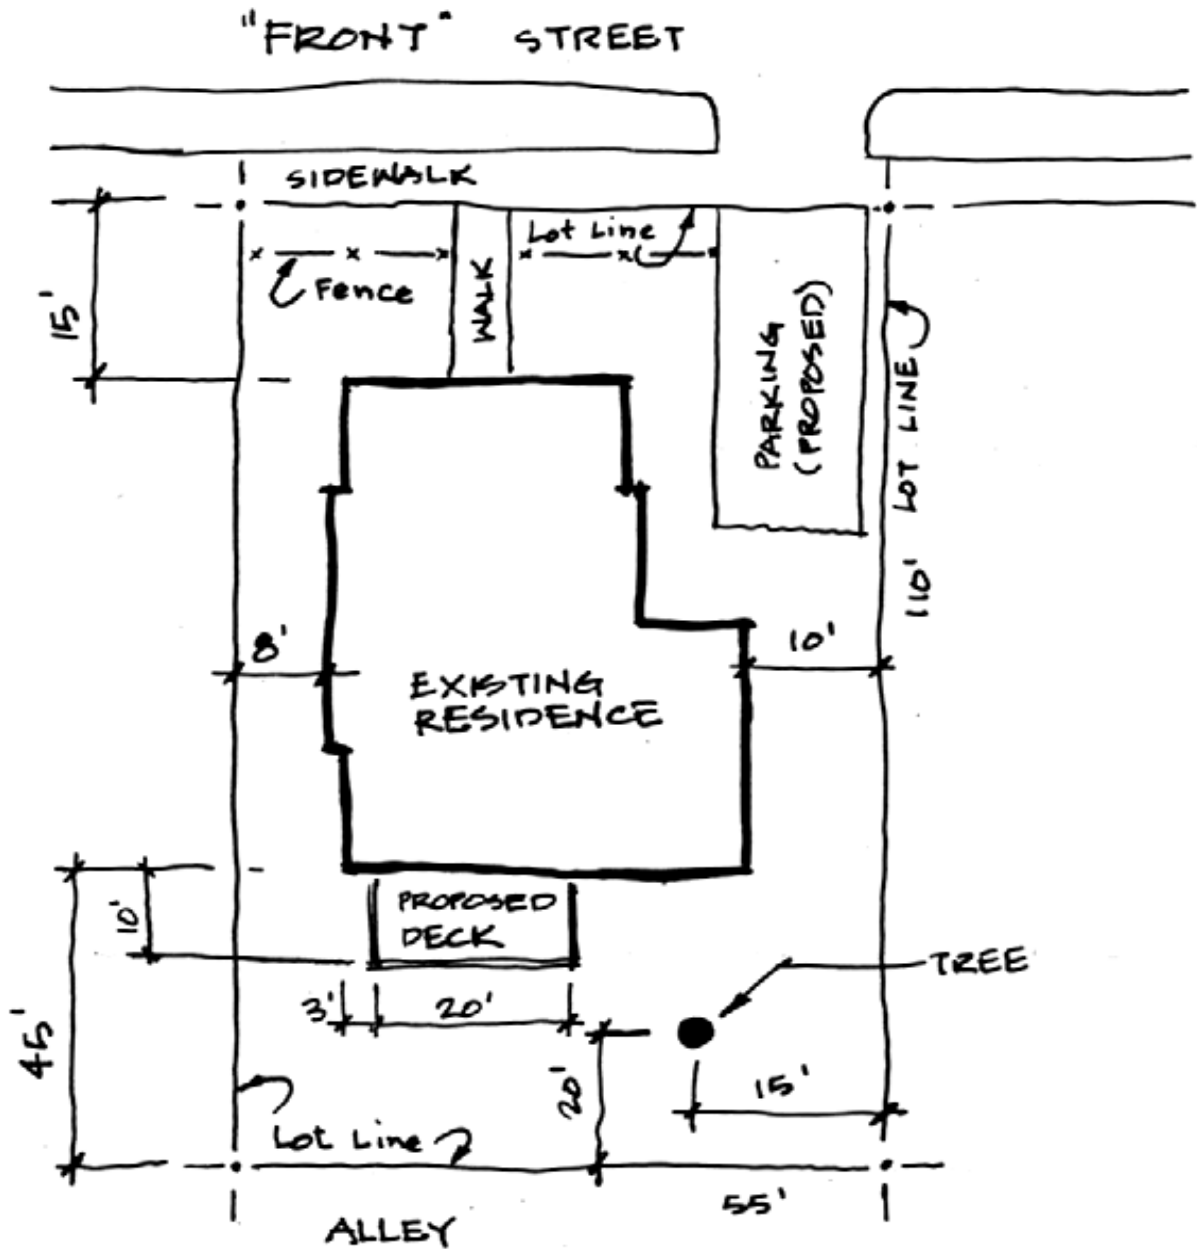 "FRONT" STREET
SIDEWALK
Lot Line
Fence
WALK
15'
PARKING
(PROPOSED)
LOT LINE
110'
8'
10'
EXISTING
RESIDENCE
PROPOSED
DECK
10'
TREE
3'
20'
45'
20'
15'
Lot Line
55'
ALLEY